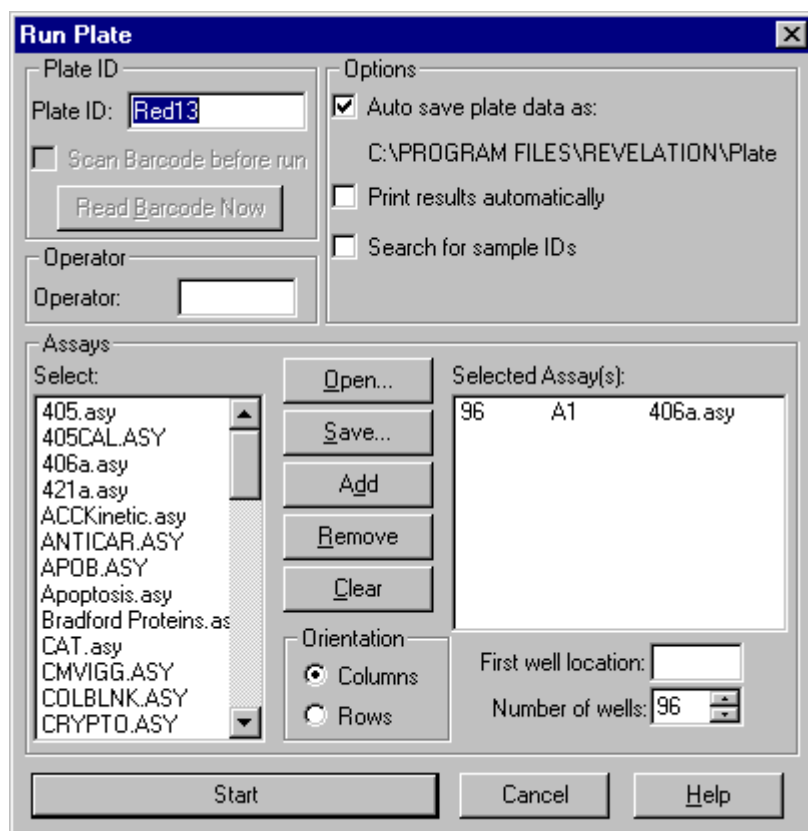 Run Plate
Plate ID
Plate ID: Red13
Scan Barcode before run
Read Barcode Now
Operator
Operator:
Options
Auto save plate data as:
C:\PROGRAM FILES\REVELATION\Plate
Print results automatically
Search for sample IDs
Assays
Select:
405.asy
405CAL.ASY
406a.asy
421a.asy
ACCKinetic.asy
ANTICAR.ASY
APOB.ASY
Apoptosis.asy
Bradford Proteins.as
CAT.asy
CMVIGG.ASY
COLBLNK.ASY
CRYPTO.ASY
Open...
Save...
Add
Remove
Clear
Orientation
Columns
Rows
Selected Assay(s):
96 A1 406a.asy
First well location:
Number of wells: 96
Start
Cancel
Help